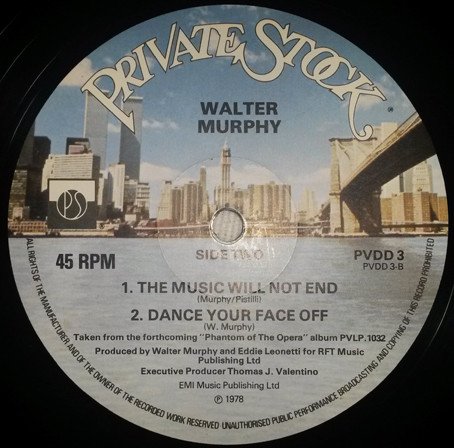 PRIVATE STOCK
®
WALTER
MURPHY
PS
45 RPM
SIDE TWO
PVDD 3
PVDD 3-B
1. THE MUSIC WILL NOT END
(Murphy/Pistilli)
2. DANCE YOUR FACE OFF
(W. Murphy)
Taken from the forthcoming "Phantom of The Opera" album PVLP.1032
Produced by Walter Murphy and Eddie Leonetti for RFT Music
Publishing Ltd
Executive Producer Thomas J. Valentino
EMI Music Publishing Ltd
℗ 1978
ALL RIGHTS OF THE MANUFACTURER AND OF THE OWNER OF THE RECORDED WORK RESERVED UNAUTHORISED PUBLIC PERFORMANCE BROADCASTING AND COPYING OF THIS RECORD PROHIBITED